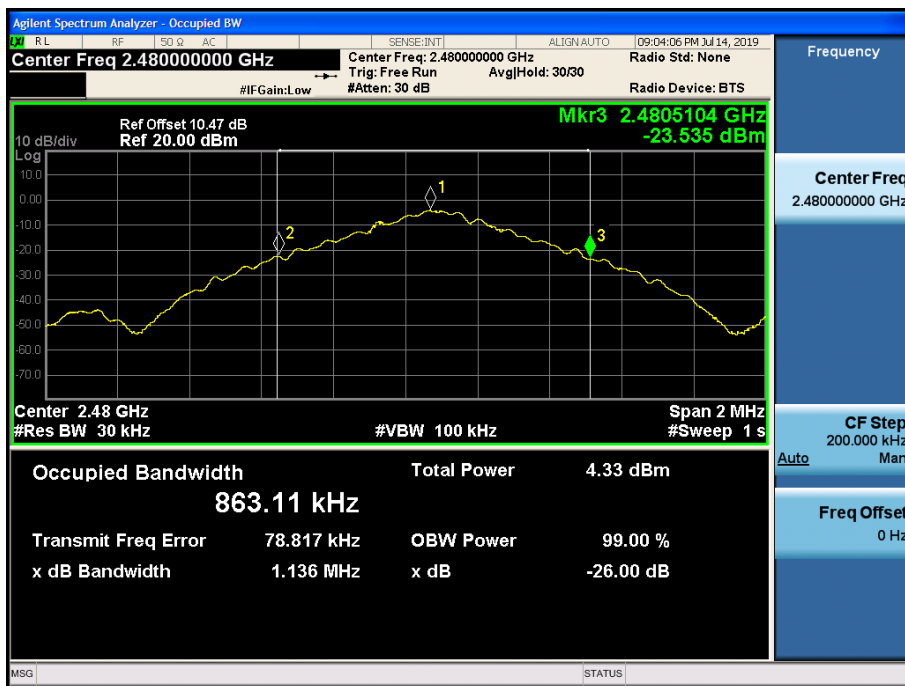 Agilent Spectrum Analyzer - Occupied BW
LXI RL RF 50 Ω AC SENSE:INT ALIGN AUTO 09:04:06 PM Jul 14, 2019
Center Freq 2.480000000 GHz
Center Freq: 2.480000000 GHz
Radio Std: None
Trig: Free Run Avg|Hold: 30/30
#IFGain:Low
#Atten: 30 dB
Radio Device: BTS
Mkr3 2.4805104 GHz
-23.535 dBm
Ref Offset 10.47 dB
10 dB/div Ref 20.00 dBm
Log
10.0
0.00
-10.0
-20.0
-30.0
-40.0
-50.0
-60.0
-70.0
1
2
3
Center 2.48 GHz Span 2 MHz
#Res BW 30 kHz #VBW 100 kHz #Sweep 1 s
Occupied Bandwidth Total Power 4.33 dBm
863.11 kHz
Transmit Freq Error 78.817 kHz OBW Power 99.00 %
x dB Bandwidth 1.136 MHz x dB -26.00 dB
MSG STATUS
Frequency
Center Freq
2.480000000 GHz
CF Step
200.000 kHz
Auto Man
Freq Offset
0 Hz